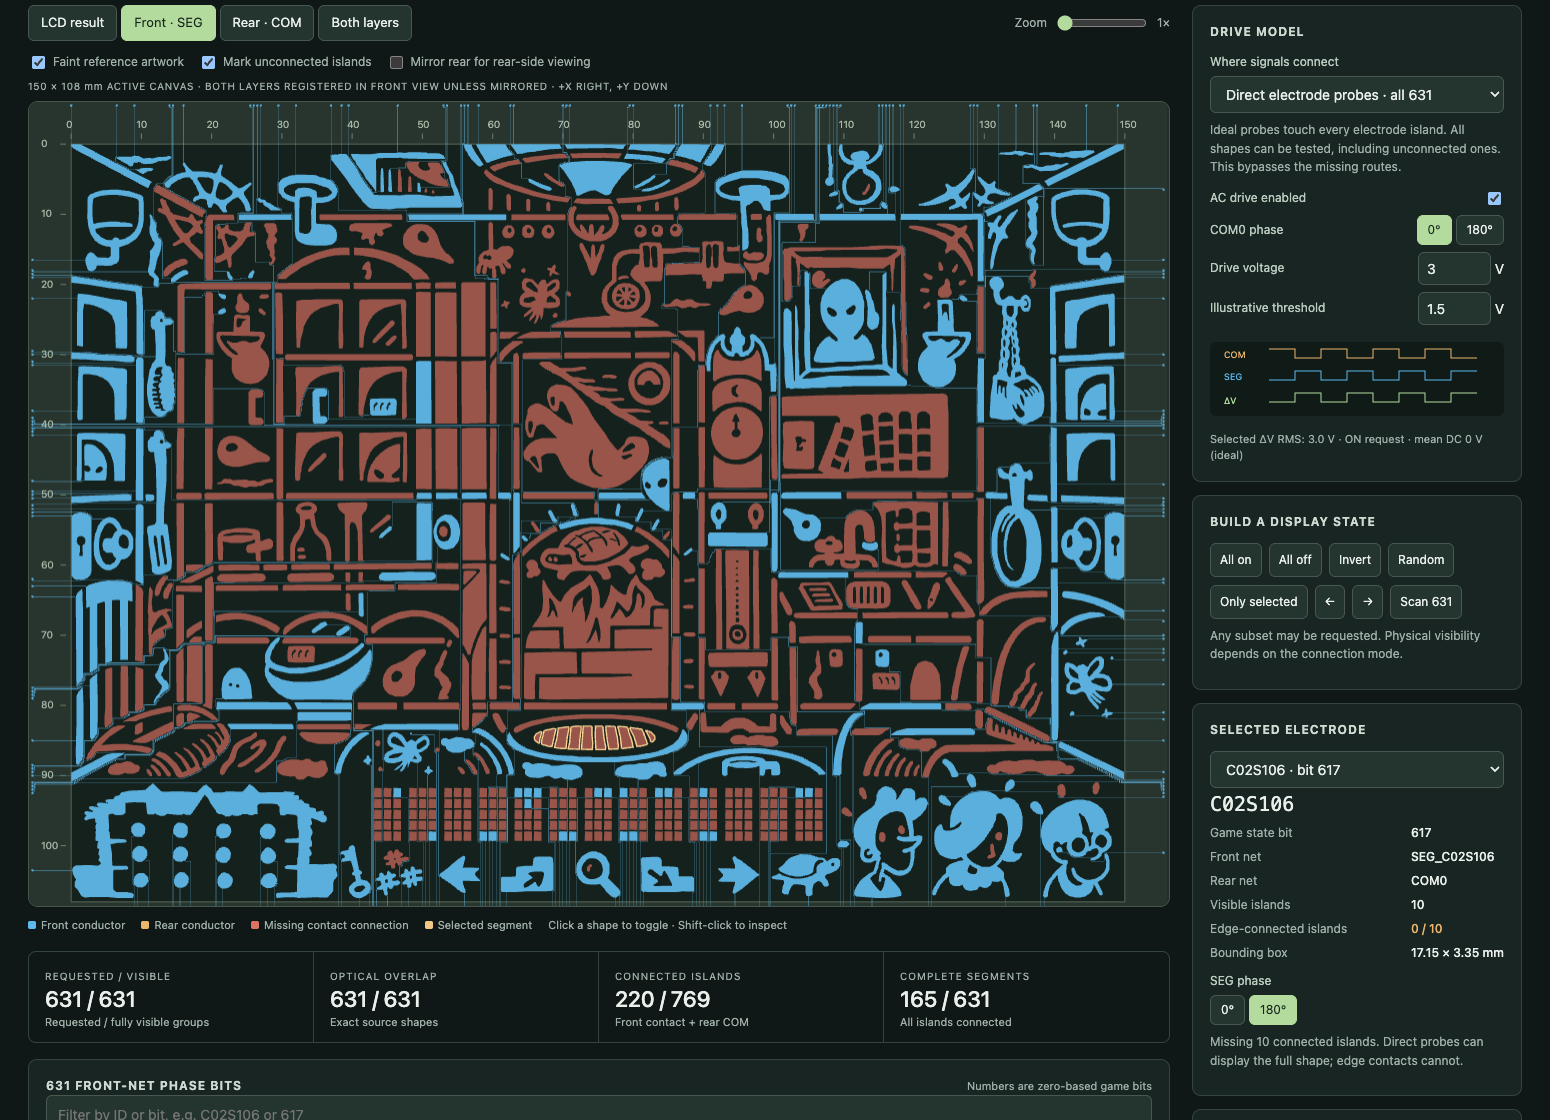 LCD result Front · SEG Rear · COM Both layers Zoom 1×
Faint reference artwork Mark unconnected islands Mirror rear for rear-side viewing
150 × 108 mm ACTIVE CANVAS · BOTH LAYERS REGISTERED IN FRONT VIEW UNLESS MIRRORED · +X RIGHT, +Y DOWN
0 10 20 30 40 50 60 70 80 90 100 110 120 130 140 150
0
10
20
30
40
50
60
70
80
90
100
Front conductor Rear conductor Missing contact connection Selected segment Click a shape to toggle · Shift-click to inspect
REQUESTED / VISIBLE
631 / 631
Requested / fully visible groups
OPTICAL OVERLAP
631 / 631
Exact source shapes
CONNECTED ISLANDS
220 / 769
Front contact + rear COM
COMPLETE SEGMENTS
165 / 631
All islands connected
631 FRONT-NET PHASE BITS Numbers are zero-based game bits
Filter by ID or bit, e.g. C02S106 or 617
DRIVE MODEL
Where signals connect
Direct electrode probes · all 631
Ideal probes touch every electrode island. All
shapes can be tested, including unconnected ones.
This bypasses the missing routes.
AC drive enabled
COM0 phase 0° 180°
Drive voltage 3 V
Illustrative threshold 1.5 V
COM
SEG
ΔV
Selected ΔV RMS: 3.0 V · ON request · mean DC 0 V
(ideal)
BUILD A DISPLAY STATE
All on All off Invert Random
Only selected ← → Scan 631
Any subset may be requested. Physical visibility
depends on the connection mode.
SELECTED ELECTRODE
C02S106 · bit 617
C02S106
Game state bit 617
Front net SEG_C02S106
Rear net COM0
Visible islands 10
Edge-connected islands 0 / 10
Bounding box 17.15 × 3.35 mm
SEG phase
0° 180°
Missing 10 connected islands. Direct probes can
display the full shape; edge contacts cannot.